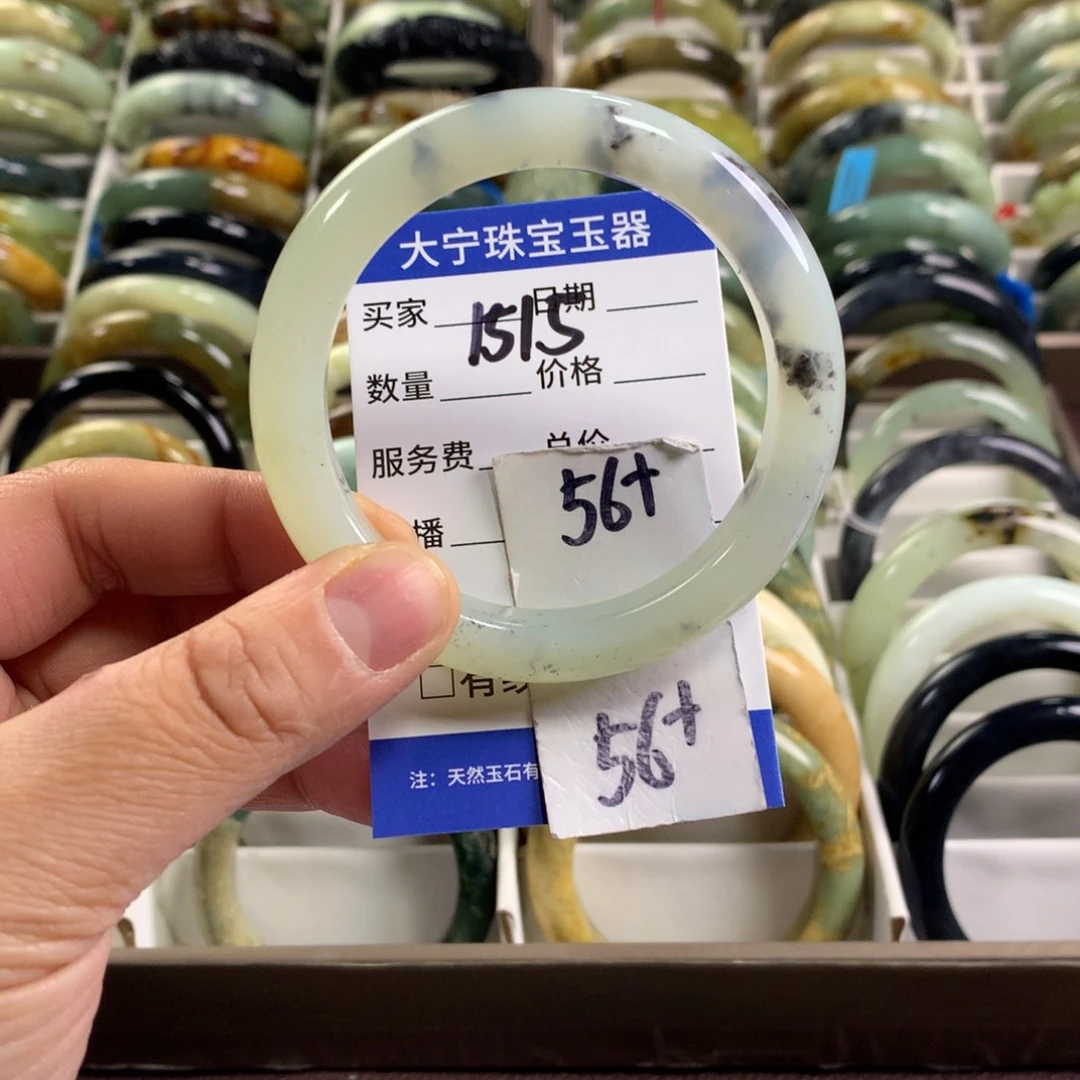 大宁珠宝玉器
买家 日期
1515
数量 价格
服务费 总价
播
56+
□有
56+
注：天然玉石有